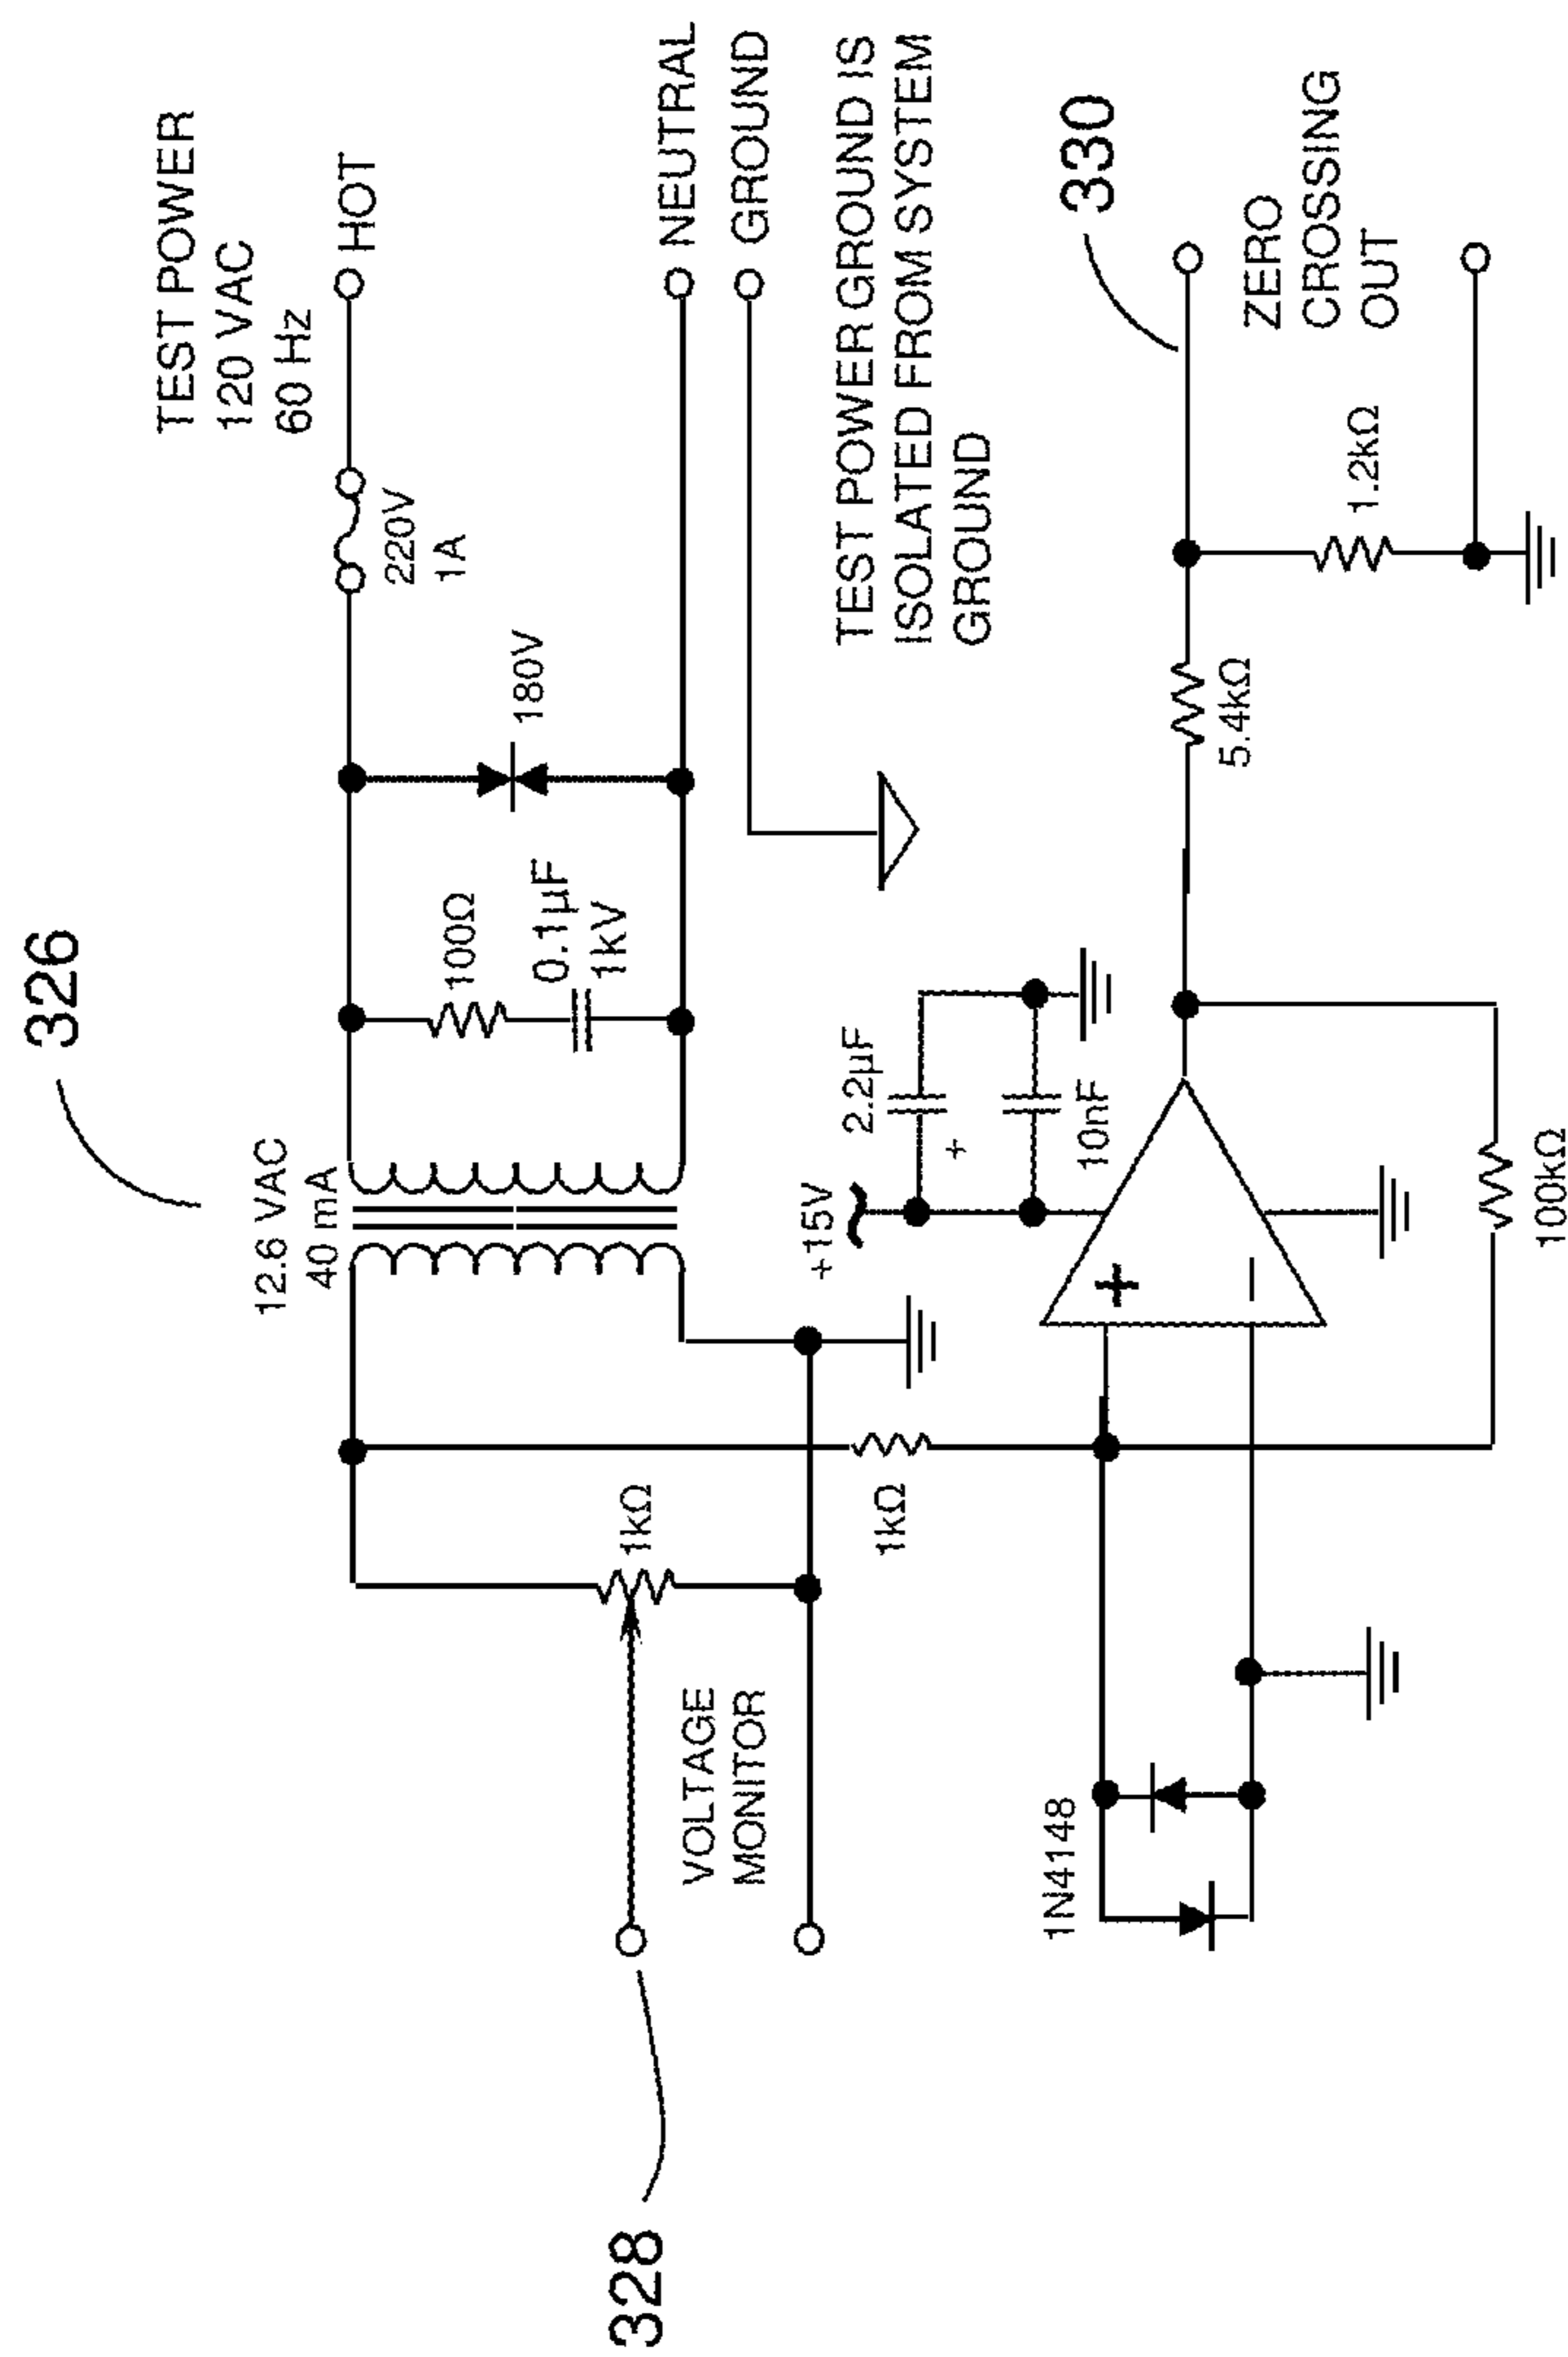 326
TEST POWER
120 VAC
60 Hz
HOT
220V
1A
NEUTRAL
GROUND
180V
100Ω
0.1µF
1kV
12.6 VAC
40 mA
TEST POWER GROUND IS
ISOLATED FROM SYSTEM
GROUND
328
VOLTAGE
MONITOR
1kΩ
1kΩ
+15V
2.2µF
+
10nF
+
−
1N4148
100kΩ
5.4kΩ
1.2kΩ
330
ZERO
CROSSING
OUT